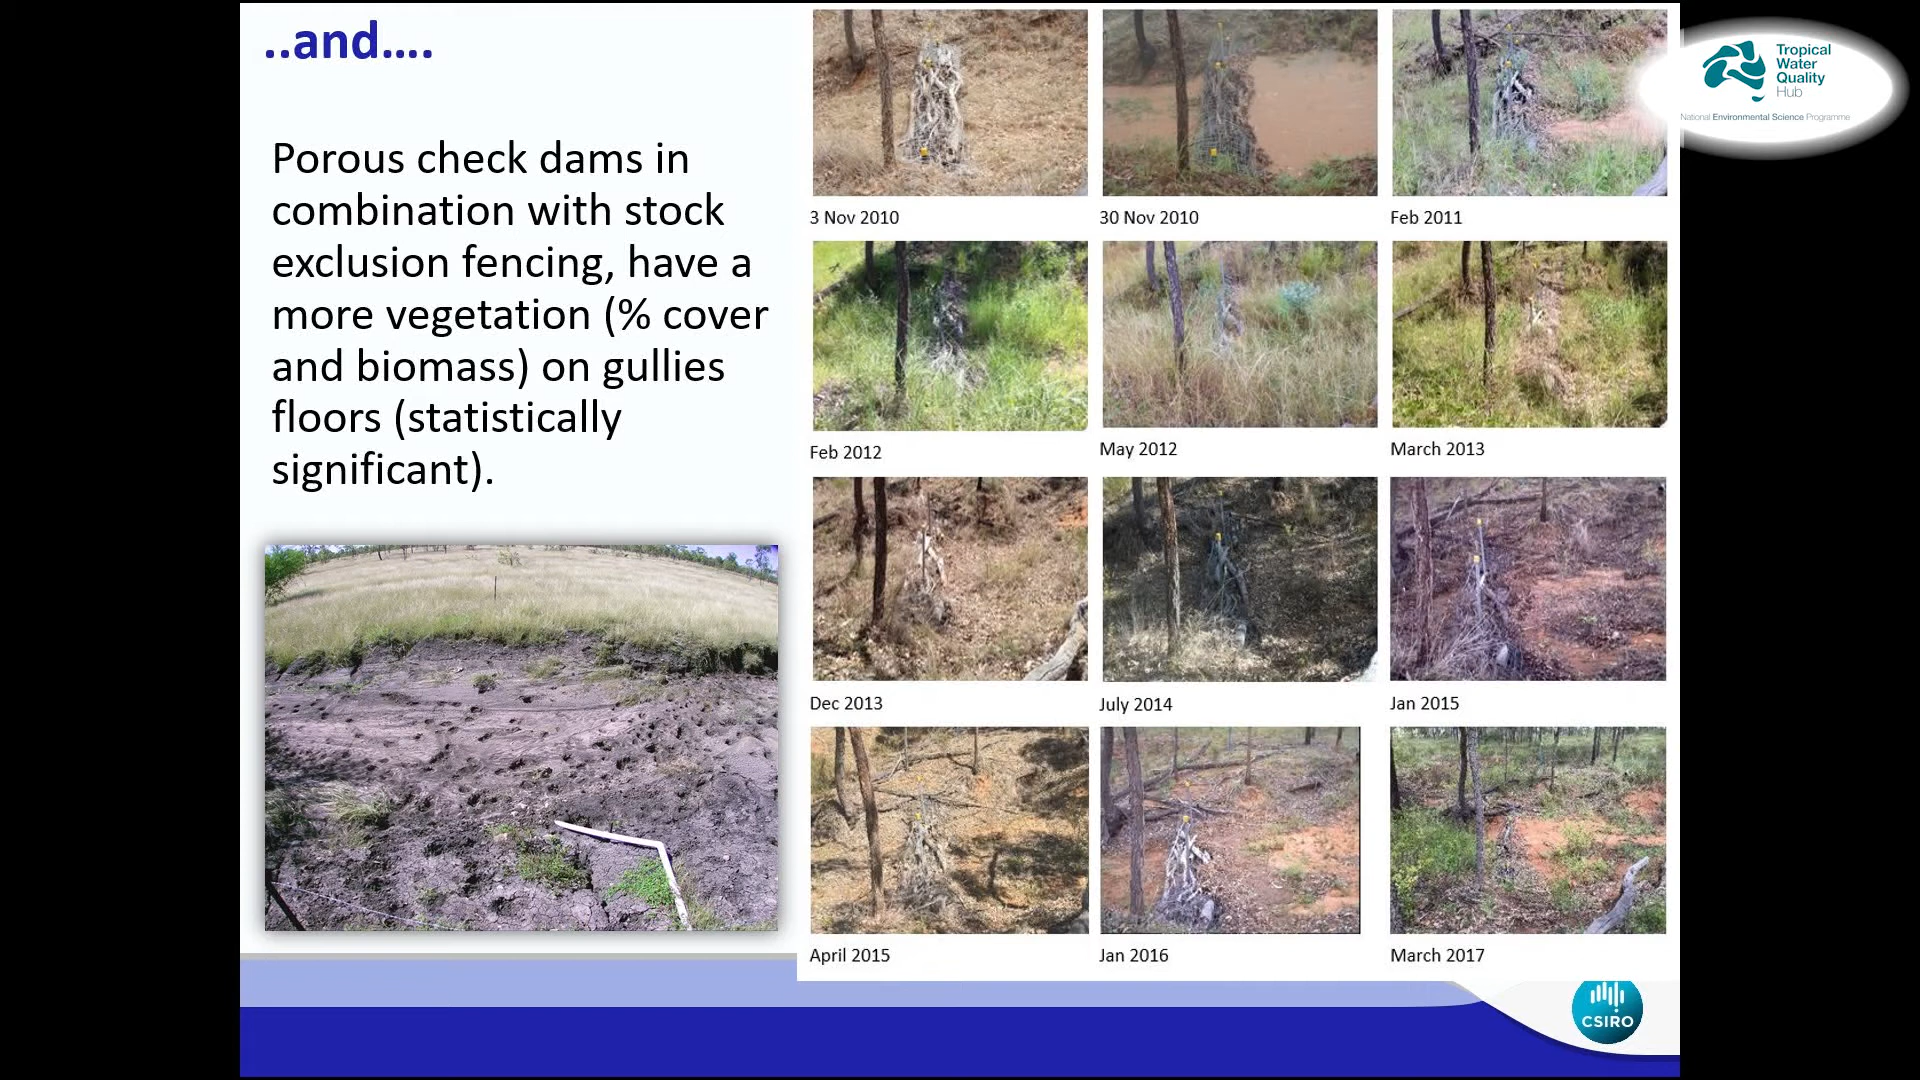 ..and....
Porous check dams in
combination with stock
exclusion fencing, have a
more vegetation (% cover
and biomass) on gullies
floors (statistically
significant).
3 Nov 2010
30 Nov 2010
Feb 2011
Feb 2012
May 2012
March 2013
Dec 2013
July 2014
Jan 2015
April 2015
Jan 2016
March 2017
Tropical
Water
Quality
Hub
National Environmental Science Programme
CSIRO